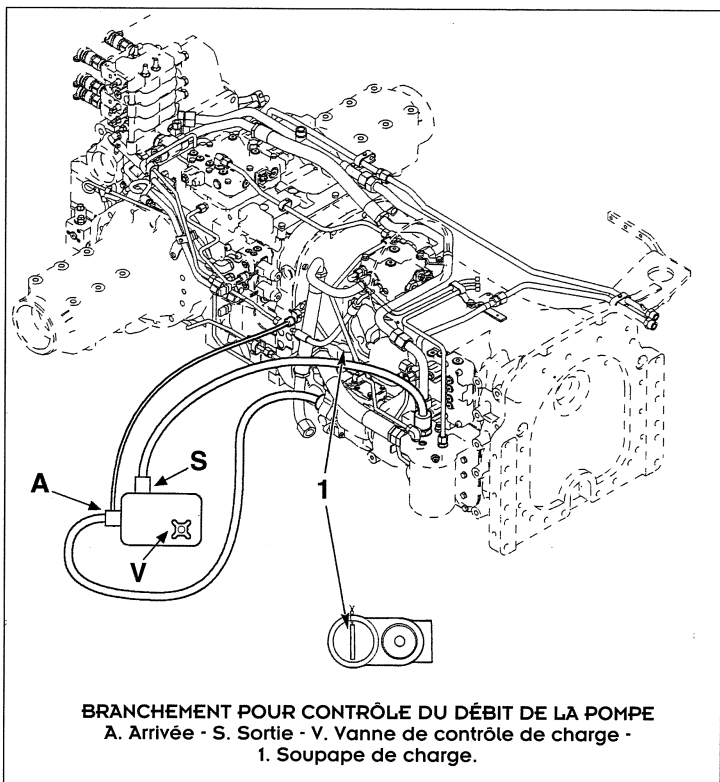 S
A
1
V
X
BRANCHEMENT POUR CONTRÔLE DU DÉBIT DE LA POMPE
A. Arrivée - S. Sortie - V. Vanne de contrôle de charge -
1. Soupape de charge.